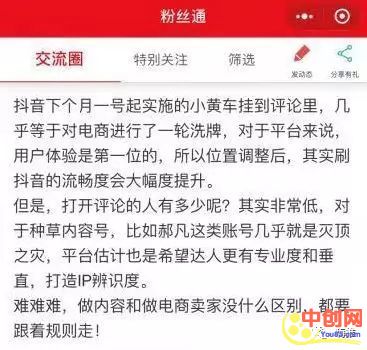 粉丝通
交流圈
特别关注
筛选
发动态
分享有礼
抖音下个月一号起实施的小黄车挂到评论里，几
乎等于对电商进行了一轮洗牌，对于平台来说，
用户体验是第一位的，所以位置调整后，其实刷
抖音的流畅度会大幅度提升。
但是，打开评论的人有多少呢？其实非常低，对
于种草内容号，比如郝凡这类账号几乎就是灭顶
之灾，平台估计也是希望达人更有专业度和垂
直，打造IP辨识度。
难难难，做内容和做电商卖家没什么区别，都要
跟着规则走！
中创网